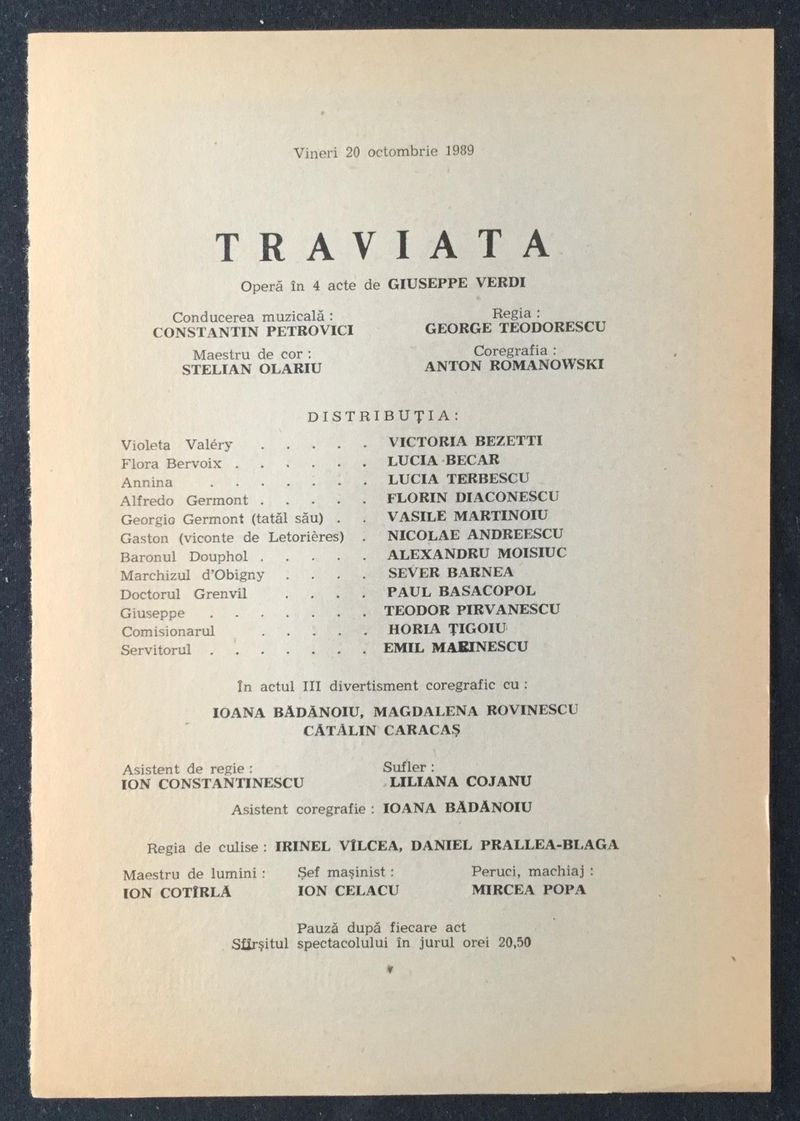 Vineri 20 octombrie 1989
TRAVIATA
Operă în 4 acte de GIUSEPPE VERDI
Conducerea muzicală :
CONSTANTIN PETROVICI
Regia :
GEORGE TEODORESCU
Maestru de cor :
STELIAN OLARIU
Coregrafia :
ANTON ROMANOWSKI
DISTRIBUȚIA:
Violeta Valéry . . . . . VICTORIA BEZETTI
Flora Bervoix . . . . . . LUCIA BECAR
Annina . . . . . . . LUCIA TERBESCU
Alfredo Germont . . . . . FLORIN DIACONESCU
Georgio Germont (tatăl său) . . VASILE MARTINOIU
Gaston (viconte de Letorières) . NICOLAE ANDREESCU
Baronul Douphol . . . . . ALEXANDRU MOISIUC
Marchizul d'Obigny . . . . SEVER BARNEA
Doctorul Grenvil . . . . PAUL BASACOPOL
Giuseppe . . . . . . . TEODOR PIRVANESCU
Comisionarul . . . . . HORIA ȚIGOIU
Servitorul . . . . . . . EMIL MARINESCU
În actul III divertisment coregrafic cu :
IOANA BĂDĂNOIU, MAGDALENA ROVINESCU
CĂTĂLIN CARACAȘ
Asistent de regie :
ION CONSTANTINESCU
Sufler :
LILIANA COJANU
Asistent coregrafie : IOANA BĂDĂNOIU
Regia de culise : IRINEL VÎLCEA, DANIEL PRALLEA-BLAGA
Maestru de lumini :
ION COTÎRLĂ
Șef mașinist :
ION CELACU
Peruci, machiaj :
MIRCEA POPA
Pauză după fiecare act
Sfîrșitul spectacolului în jurul orei 20,50